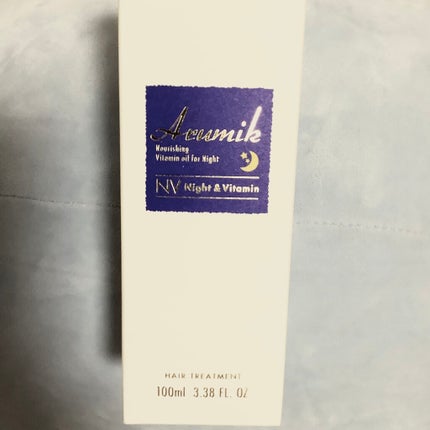 Acumik
Nourishing
Vitamin oil for Night
NV Night & Vitamin
HAIR TREATMENT
100ml 3.38 FL. OZ